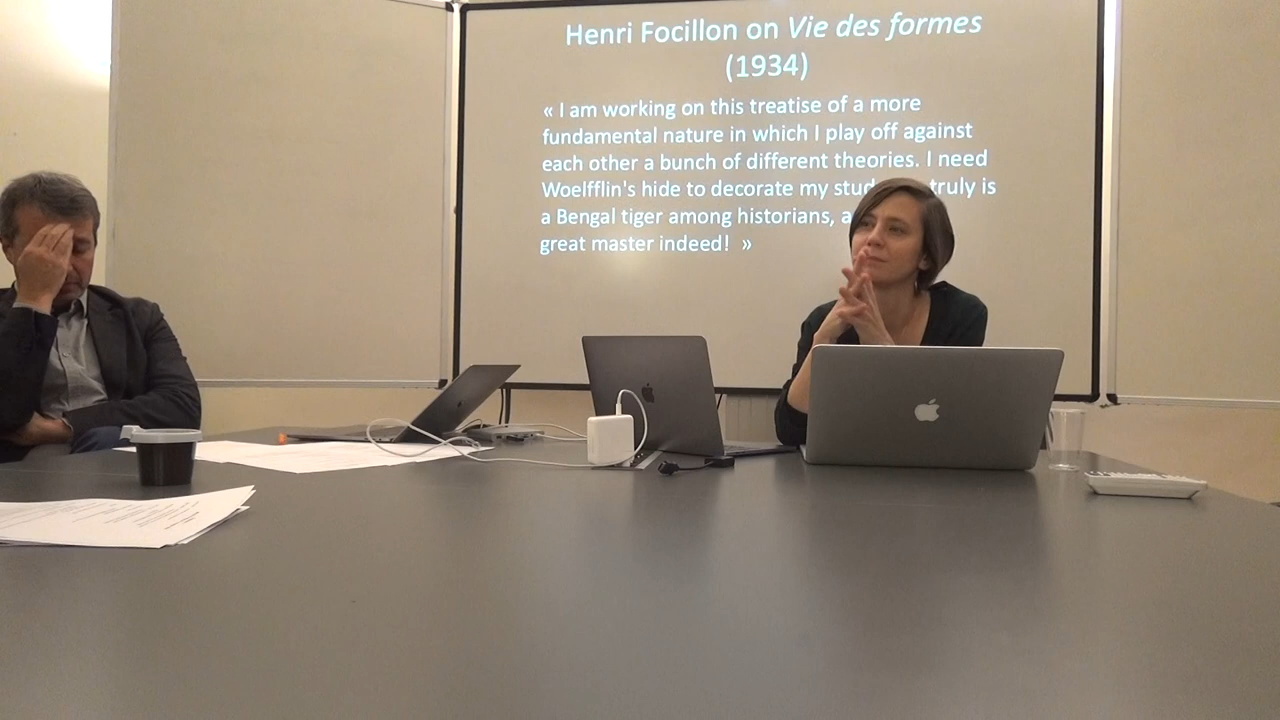 Henri Focillon on Vie des formes
(1934)
« I am working on this treatise of a more
fundamental nature in which I play off against
each other a bunch of different theories. I need
Woelfflin's hide to decorate my truly is
a Bengal tiger among historians,
great master indeed! »